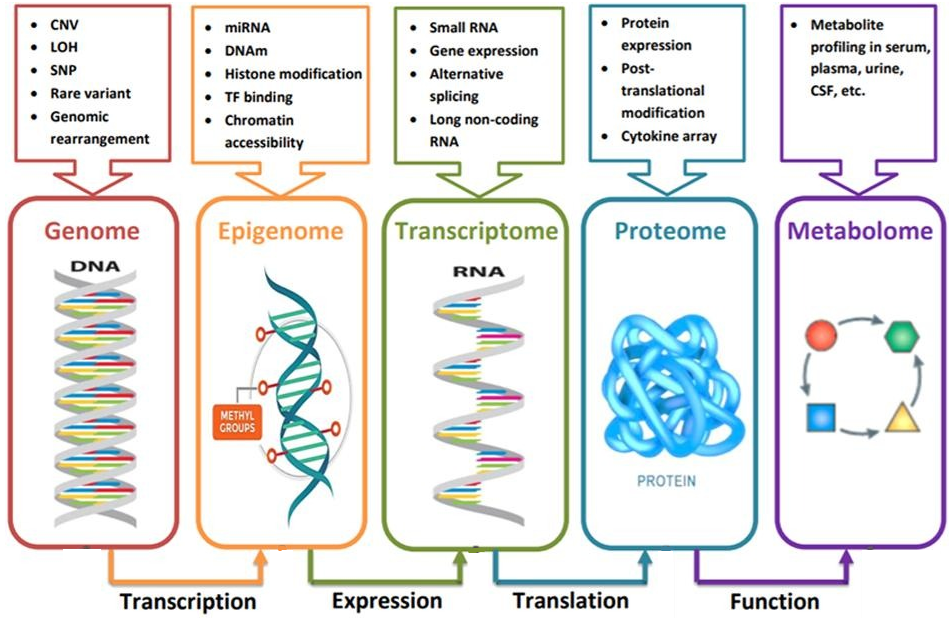 • CNV
• LOH
• SNP
• Rare variant
• Genomic
rearrangement
• miRNA
• DNAm
• Histone modification
• TF binding
• Chromatin
accessibility
• Small RNA
• Gene expression
• Alternative
splicing
• Long non-coding
RNA
• Protein
expression
• Post-
translational
modification
• Cytokine array
• Metabolite
profiling in serum,
plasma, urine,
CSF, etc.
Genome
DNA
Epigenome
METHYL
GROUPS
Transcriptome
RNA
Proteome
PROTEIN
Metabolome
Transcription
Expression
Translation
Function